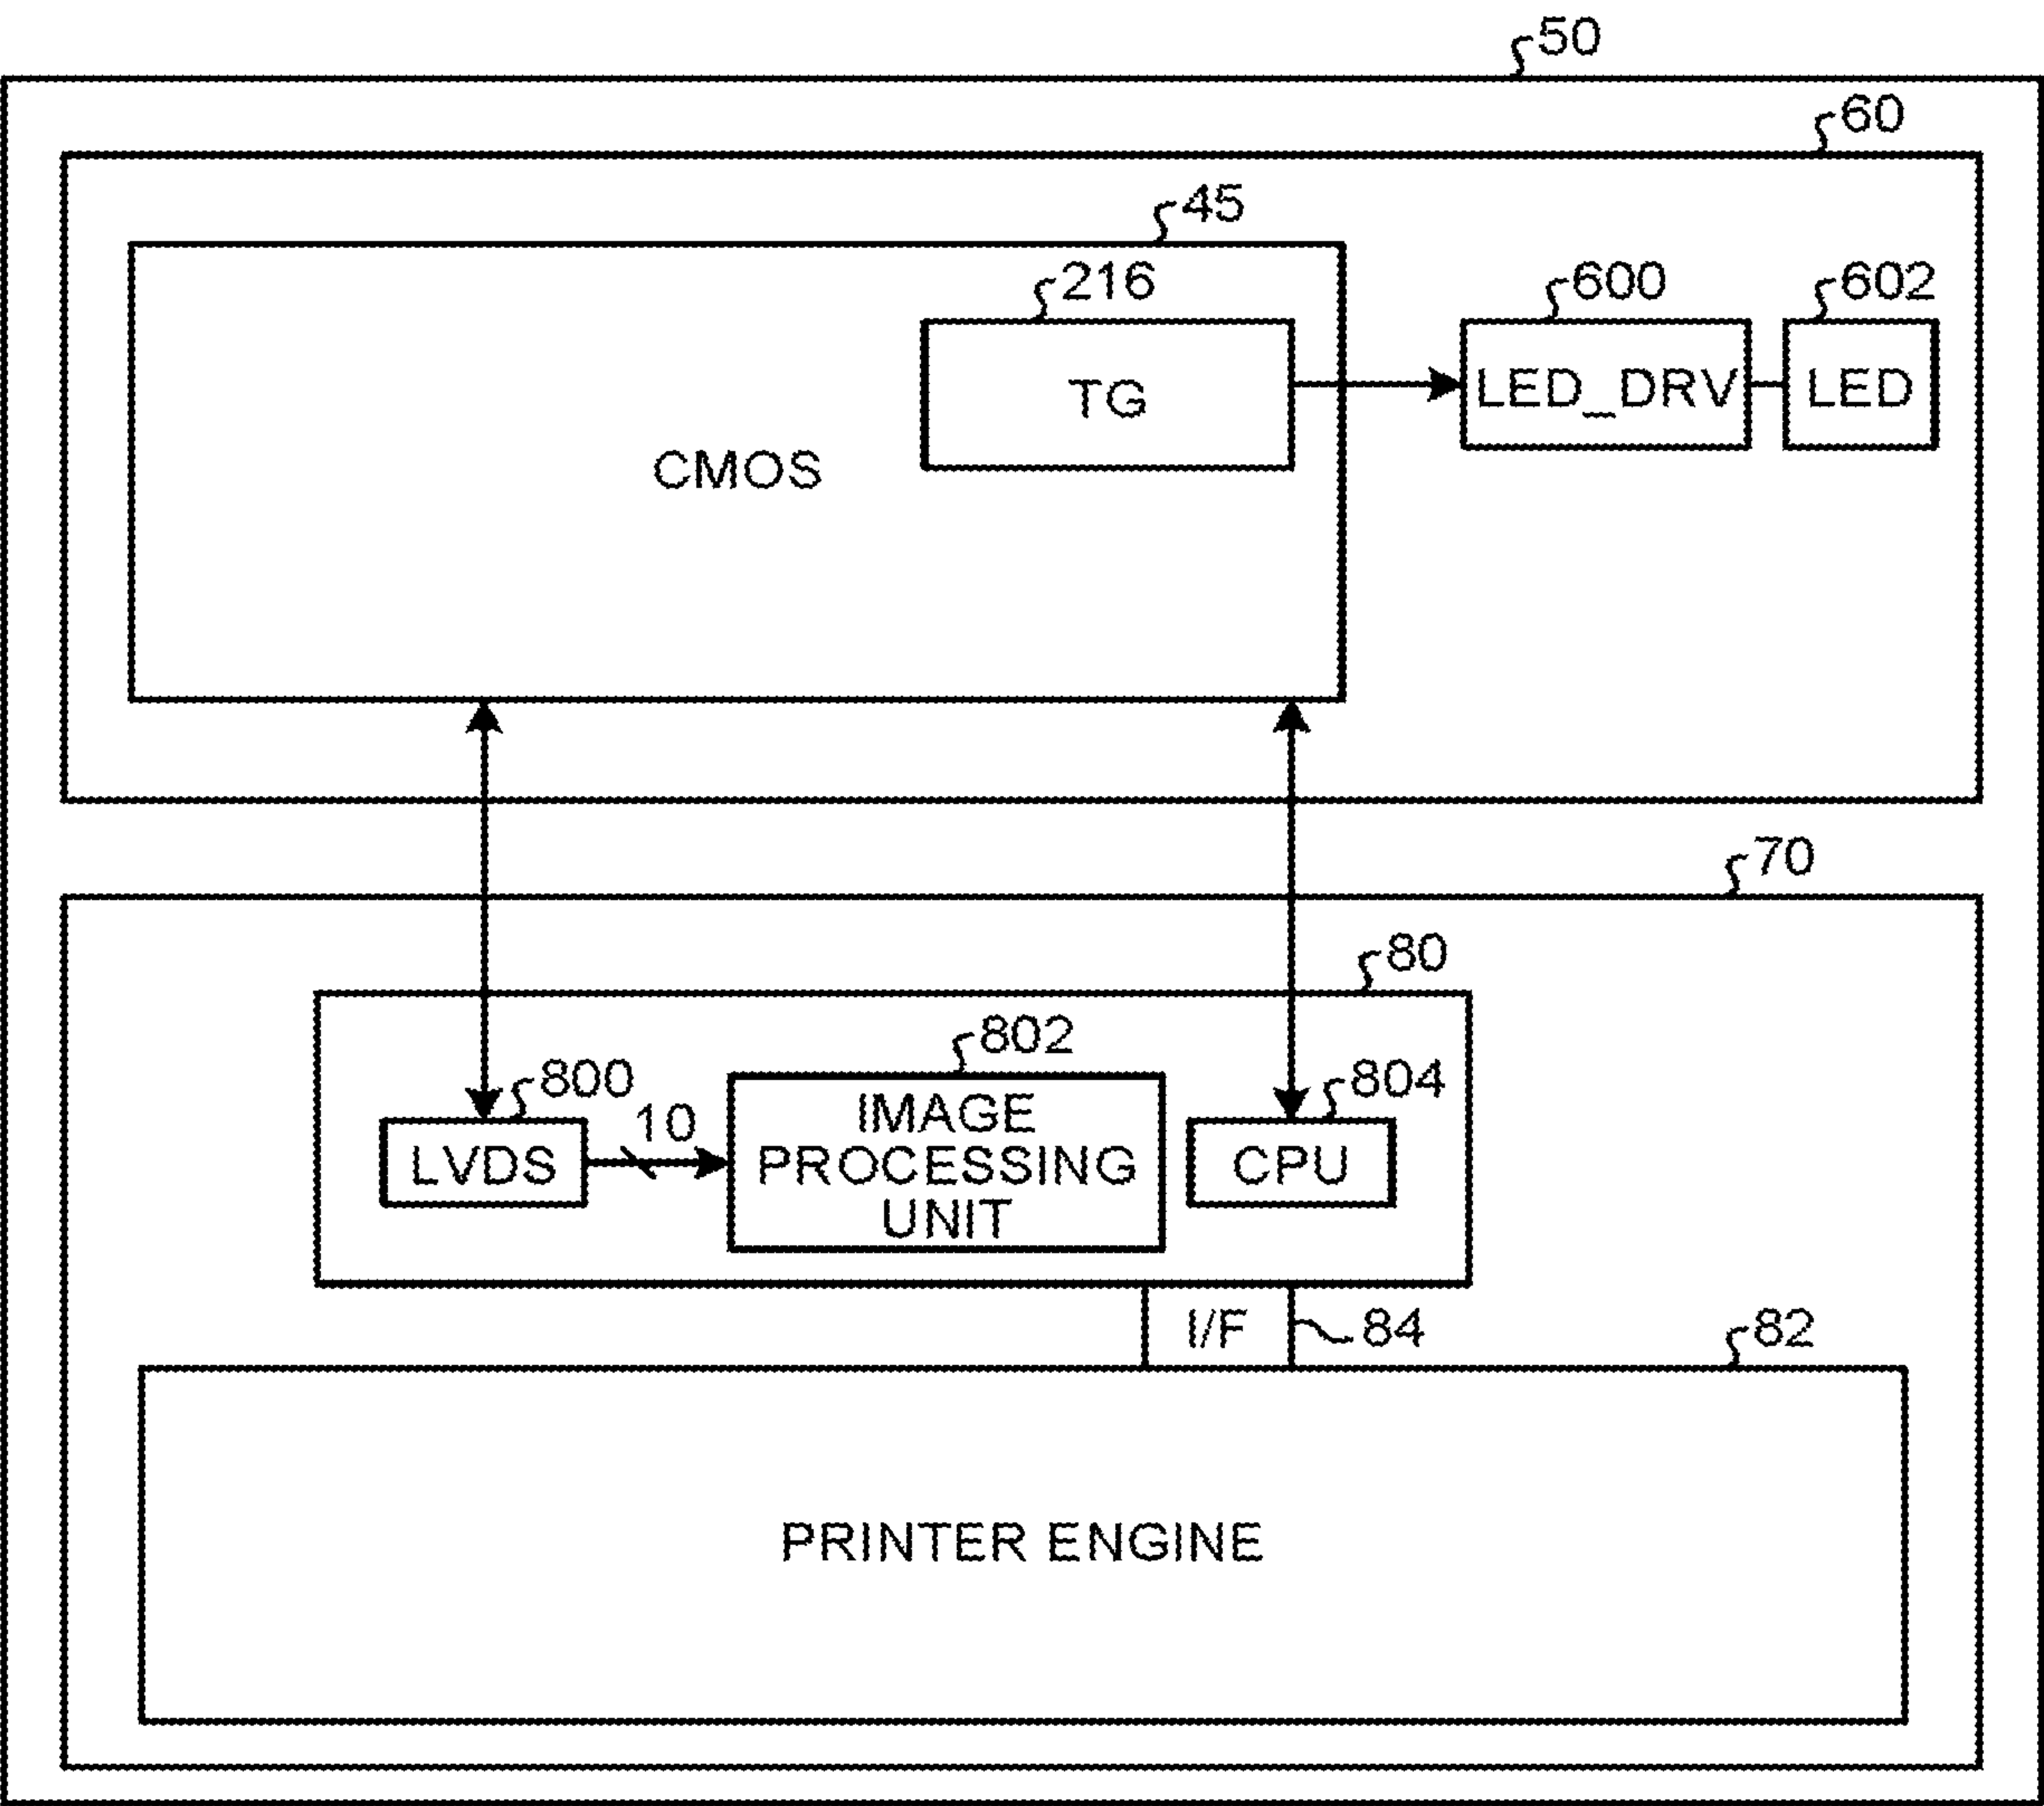 50
60
45
216
600
602
TG
LED_DRV
LED
CMOS
70
80
802
800
804
10
IMAGE
PROCESSING
UNIT
LVDS
CPU
I/F
84
82
PRINTER ENGINE